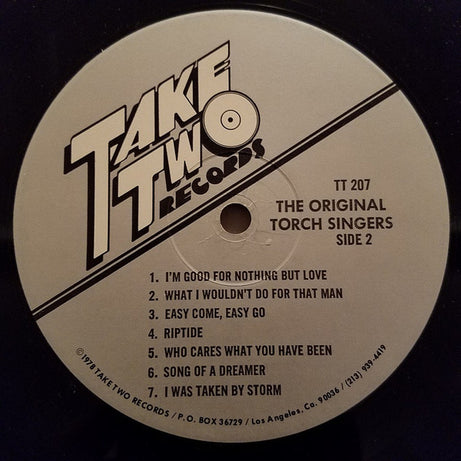 TAKE
TWO
RECORDS
TT 207
THE ORIGINAL
TORCH SINGERS
SIDE 2
1. I'M GOOD FOR NOTHING BUT LOVE
2. WHAT I WOULDN'T DO FOR THAT MAN
3. EASY COME, EASY GO
4. RIPTIDE
5. WHO CARES WHAT YOU HAVE BEEN
6. SONG OF A DREAMER
7. I WAS TAKEN BY STORM
©1978 TAKE TWO RECORDS / P.O. BOX 36729 / Los Angeles, Ca. 90036 / (213) 939-4419